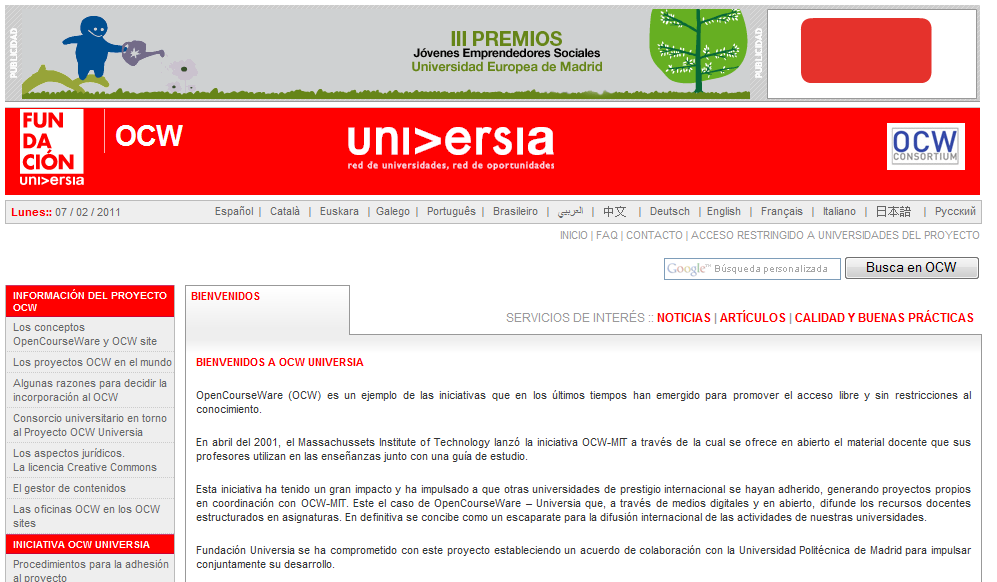 PUBLICIDAD
III PREMIOS
Jóvenes Emprendedores Sociales
Universidad Europea de Madrid
PUBLICIDAD
FUN
DA
CIÓN
uni>ersia
OCW
uni>ersia
red de universidades, red de oportunidades
OCW
CONSORTIUM
Lunes:: 07 / 02 / 2011
Español | Català | Euskara | Galego | Português | Brasileiro | العربيي | 中文 | Deutsch | English | Français | Italiano | 日本語 | Русский
INICIO | FAQ | CONTACTO | ACCESO RESTRINGIDO A UNIVERSIDADES DEL PROYECTO
Google™ Búsqueda personalizada
Busca en OCW
INFORMACIÓN DEL PROYECTO
OCW
Los conceptos
OpenCourseWare y OCW site
Los proyectos OCW en el mundo
Algunas razones para decidir la
incorporación al OCW
Consorcio universitario en torno
al Proyecto OCW Universia
Los aspectos jurídicos.
La licencia Creative Commons
El gestor de contenidos
Las oficinas OCW en los OCW
sites
INICIATIVA OCW UNIVERSIA
Procedimientos para la adhesión
al proyecto
BIENVENIDOS
SERVICIOS DE INTERÉS :: NOTICIAS | ARTÍCULOS | CALIDAD Y BUENAS PRÁCTICAS
BIENVENIDOS A OCW UNIVERSIA
OpenCourseWare (OCW) es un ejemplo de las iniciativas que en los últimos tiempos han emergido para promover el acceso libre y sin restricciones al
conocimiento.
En abril del 2001, el Massachussets Institute of Technology lanzó la iniciativa OCW-MIT a través de la cual se ofrece en abierto el material docente que sus
profesores utilizan en las enseñanzas junto con una guía de estudio.
Esta iniciativa ha tenido un gran impacto y ha impulsado a que otras universidades de prestigio internacional se hayan adherido, generando proyectos propios
en coordinación con OCW-MIT. Este el caso de OpenCourseWare – Universia que, a través de medios digitales y en abierto, difunde los recursos docentes
estructurados en asignaturas. En definitiva se concibe como un escaparate para la difusión internacional de las actividades de nuestras universidades.
Fundación Universia se ha comprometido con este proyecto estableciendo un acuerdo de colaboración con la Universidad Politécnica de Madrid para impulsar
conjuntamente su desarrollo.